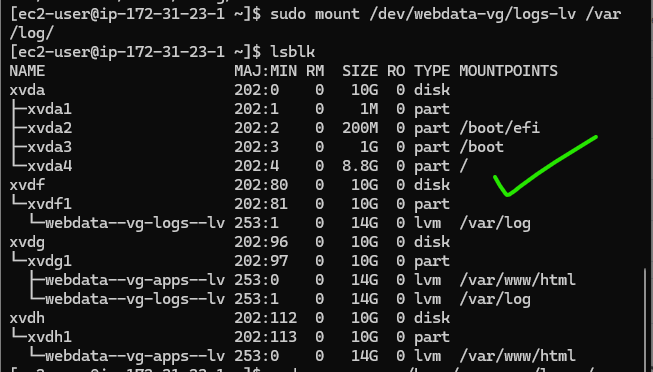 [ec2-user@ip-172-31-23-1 ~]$ sudo mount /dev/webdata-vg/logs-lv /var
/log/
[ec2-user@ip-172-31-23-1 ~]$ lsblk
NAME                      MAJ:MIN RM  SIZE RO TYPE MOUNTPOINTS
xvda                      202:0    0   10G  0 disk
├─xvda1                   202:1    0    1M  0 part
├─xvda2                   202:2    0  200M  0 part /boot/efi
├─xvda3                   202:3    0    1G  0 part /boot
└─xvda4                   202:4    0  8.8G  0 part /
xvdf                      202:80   0   10G  0 disk
└─xvdf1                   202:81   0   10G  0 part
  └─webdata--vg-logs--lv 253:1    0   14G  0 lvm  /var/log
xvdg                      202:96   0   10G  0 disk
└─xvdg1                   202:97   0   10G  0 part
  ├─webdata--vg-apps--lv 253:0    0   14G  0 lvm  /var/www/html
  └─webdata--vg-logs--lv 253:1    0   14G  0 lvm  /var/log
xvdh                      202:112  0   10G  0 disk
└─xvdh1                   202:113  0   10G  0 part
  └─webdata--vg-apps--lv 253:0    0   14G  0 lvm  /var/www/html